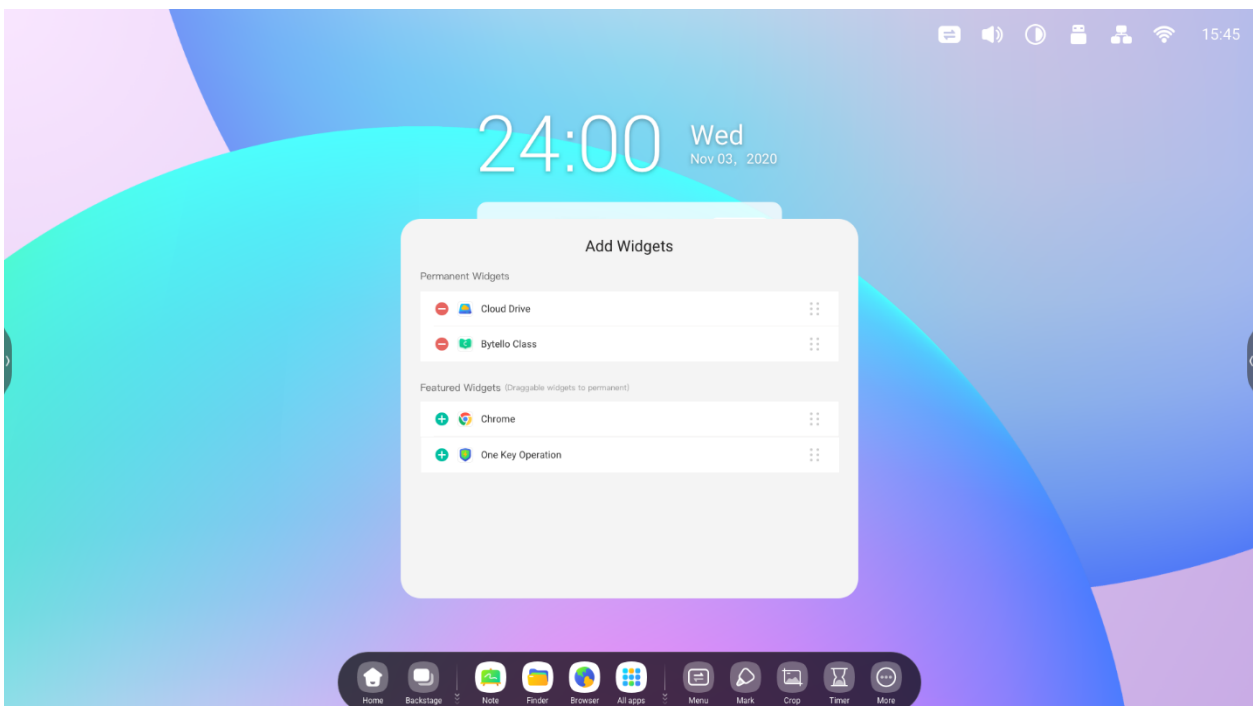 15:45
24:00
Wed
Nov 03, 2020
Add Widgets
Permanent Widgets
Cloud Drive
Bytello Class
Featured Widgets (Draggable widgets to permanent)
Chrome
One Key Operation
Home Backstage Note Finder Browser All apps Menu Mark Crop Timer More